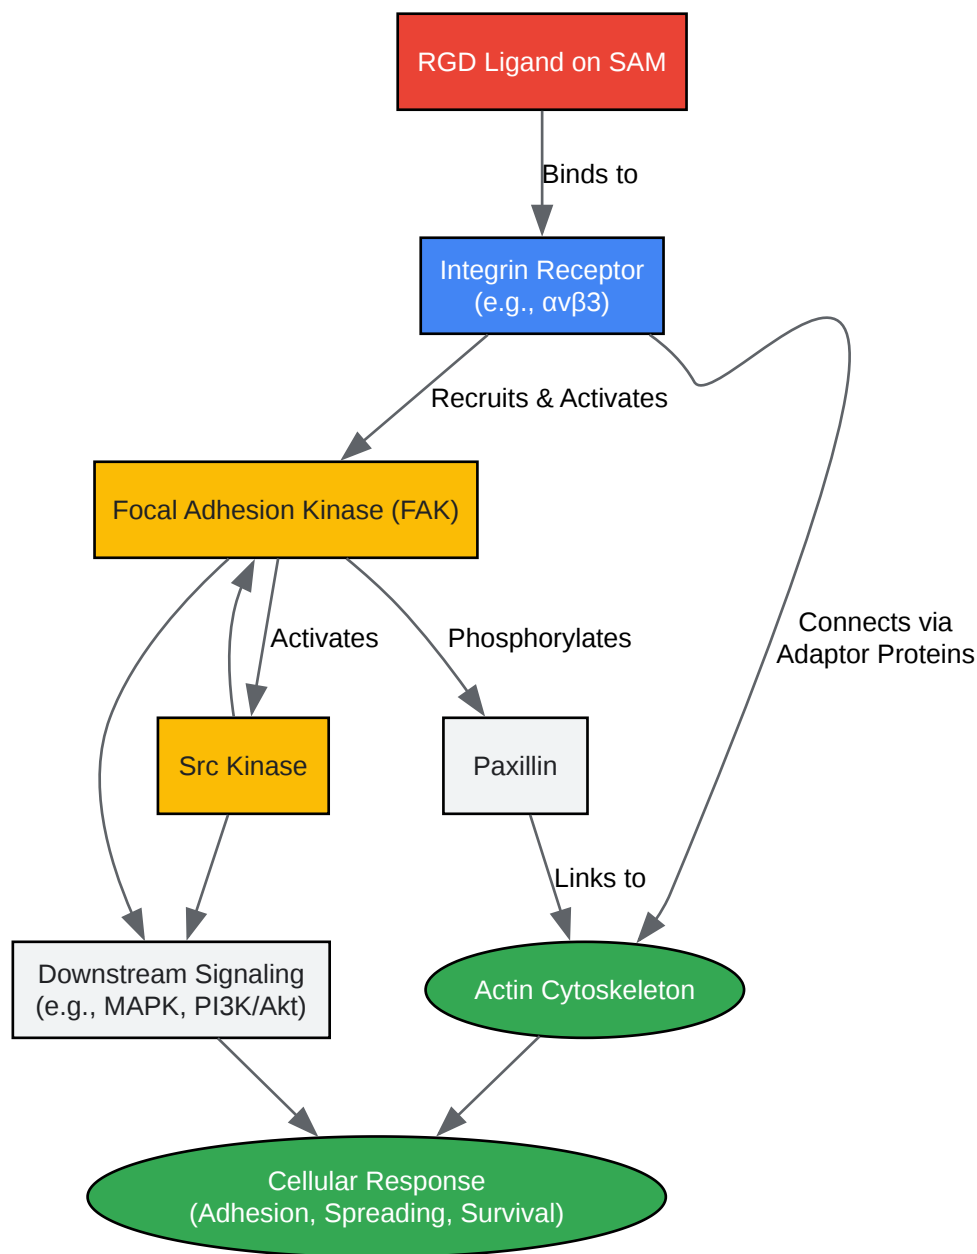 RGD Ligand on SAM
Binds to
Integrin Receptor
(e.g., αvβ3)
Recruits & Activates
Focal Adhesion Kinase (FAK)
Activates
Phosphorylates
Connects via
Adaptor Proteins
Src Kinase
Paxillin
Links to
Downstream Signaling
(e.g., MAPK, PI3K/Akt)
Actin Cytoskeleton
Cellular Response
(Adhesion, Spreading, Survival)